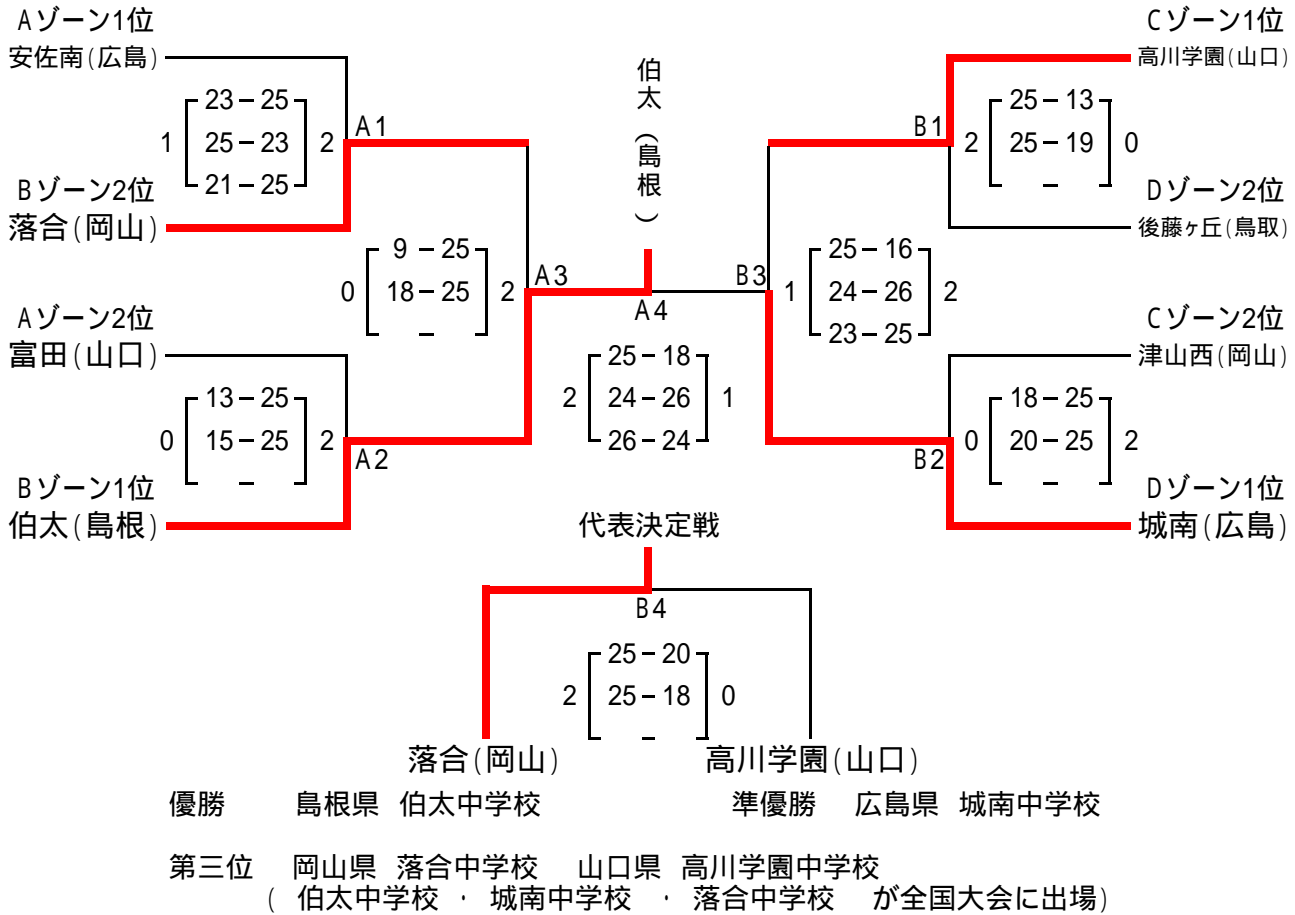 Aゾーン1位
安佐南(広島)
Cゾーン1位
高川学園(山口)
伯太(島根)
1
23-25
25-23
21-25
2
A1
B1
2
25-13
25-19
-
0
Bゾーン2位
落合(岡山)
Dゾーン2位
後藤ヶ丘(鳥取)
0
9-25
18-25
-
2
A3
A4
B3
1
25-16
24-26
23-25
2
Aゾーン2位
富田(山口)
Cゾーン2位
津山西(岡山)
2
25-18
24-26
26-24
1
0
13-25
15-25
-
2
A2
B2
0
18-25
20-25
-
2
Bゾーン1位
伯太(島根)
Dゾーン1位
城南(広島)
代表決定戦
B4
2
25-20
25-18
-
0
落合(岡山) 高川学園(山口)
優勝 島根県 伯太中学校 準優勝 広島県 城南中学校
第三位 岡山県 落合中学校 山口県 高川学園中学校
( 伯太中学校 ・ 城南中学校 ・ 落合中学校 が全国大会に出場)